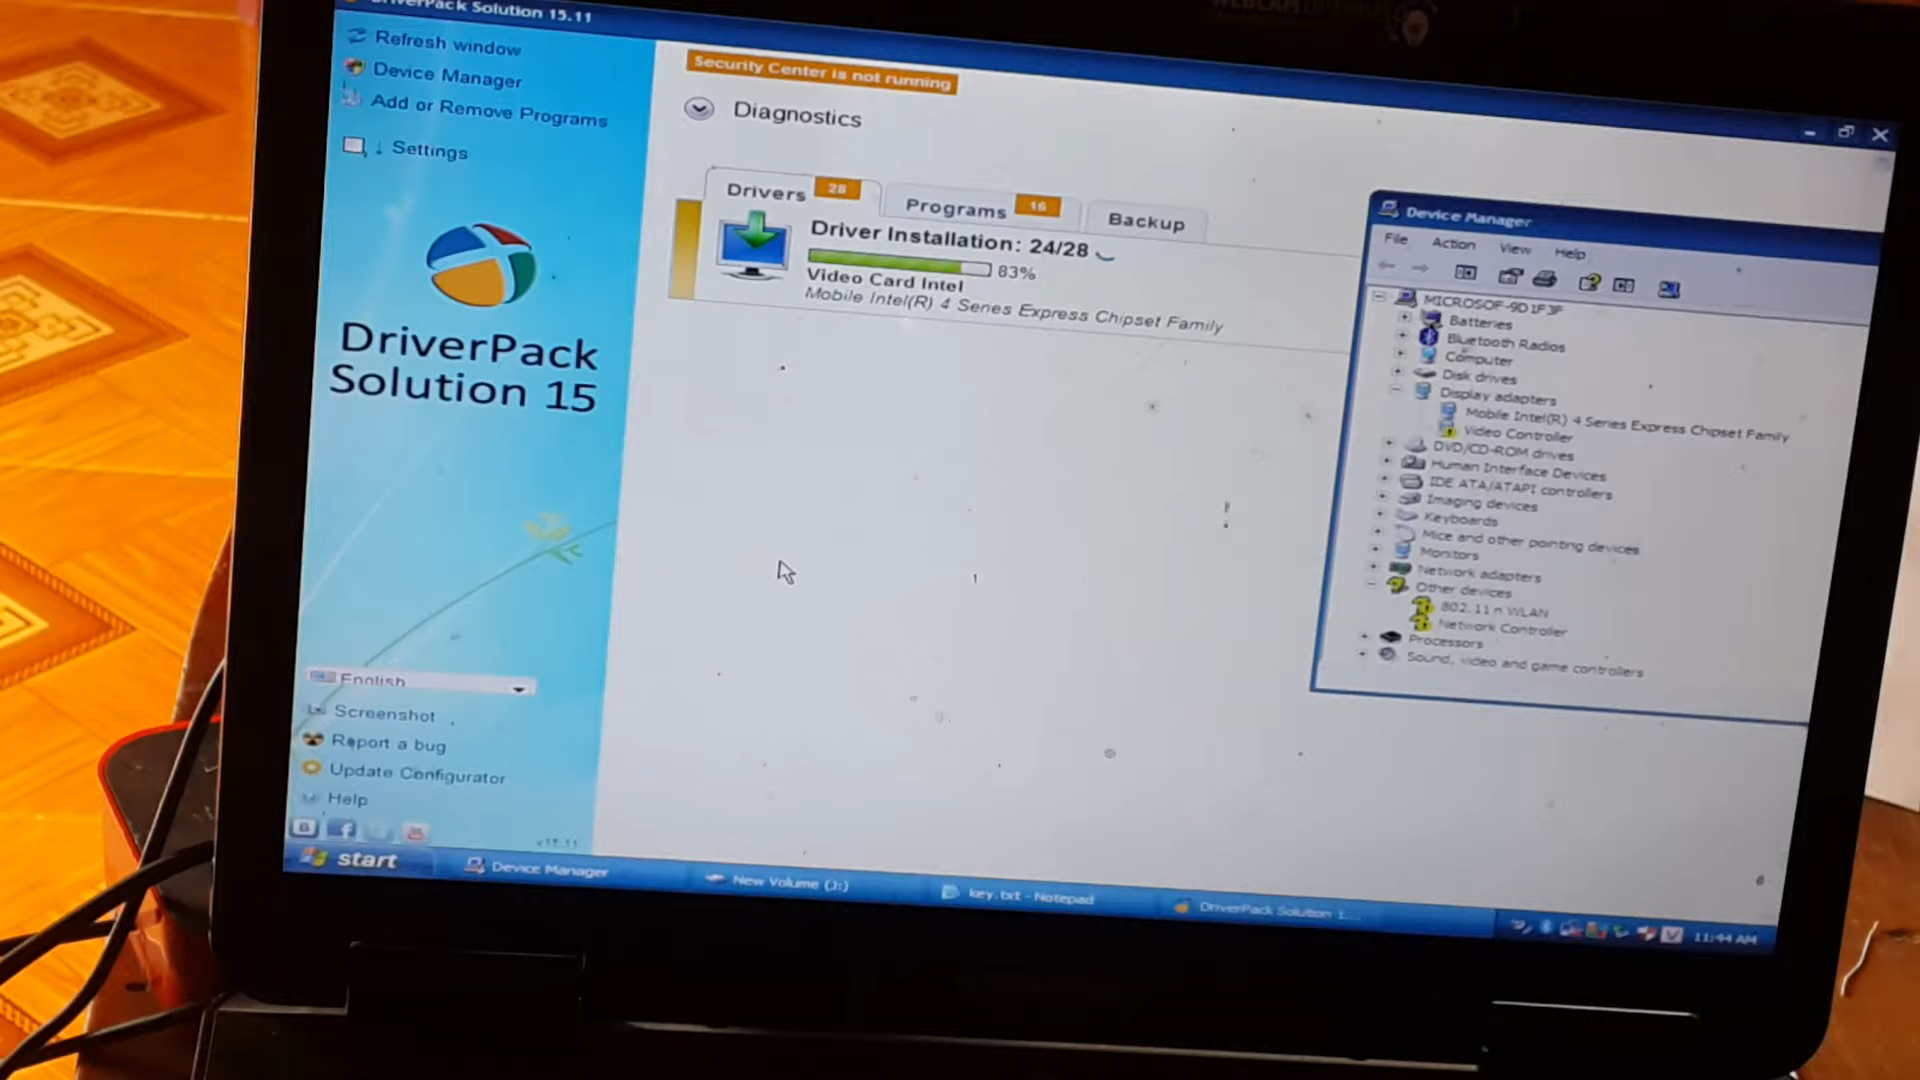 DriverPack Solution 15.11
Refresh window
Device Manager
Add or Remove Programs
Settings
DriverPack
Solution 15
English
Screenshot
Report a bug
Update Configurator
Help
v15.11
Security Center is not running
Diagnostics
Drivers 28
Programs 16
Backup
Driver Installation: 24/28
83%
Video Card Intel
Mobile Intel(R) 4 Series Express Chipset Family
Device Manager
File Action View Help
MICROSOF-9D1F3F
Batteries
Bluetooth Radios
Computer
Disk drives
Display adapters
Mobile Intel(R) 4 Series Express Chipset Family
Video Controller
DVD/CD-ROM drives
Human Interface Devices
IDE ATA/ATAPI controllers
Imaging devices
Keyboards
Mice and other pointing devices
Monitors
Network adapters
Other devices
802.11 n WLAN
Network Controller
Processors
Sound, video and game controllers
start
Device Manager
New Volume (J:)
key.txt - Notepad
DriverPack Solution 1...
V
11:44 AM